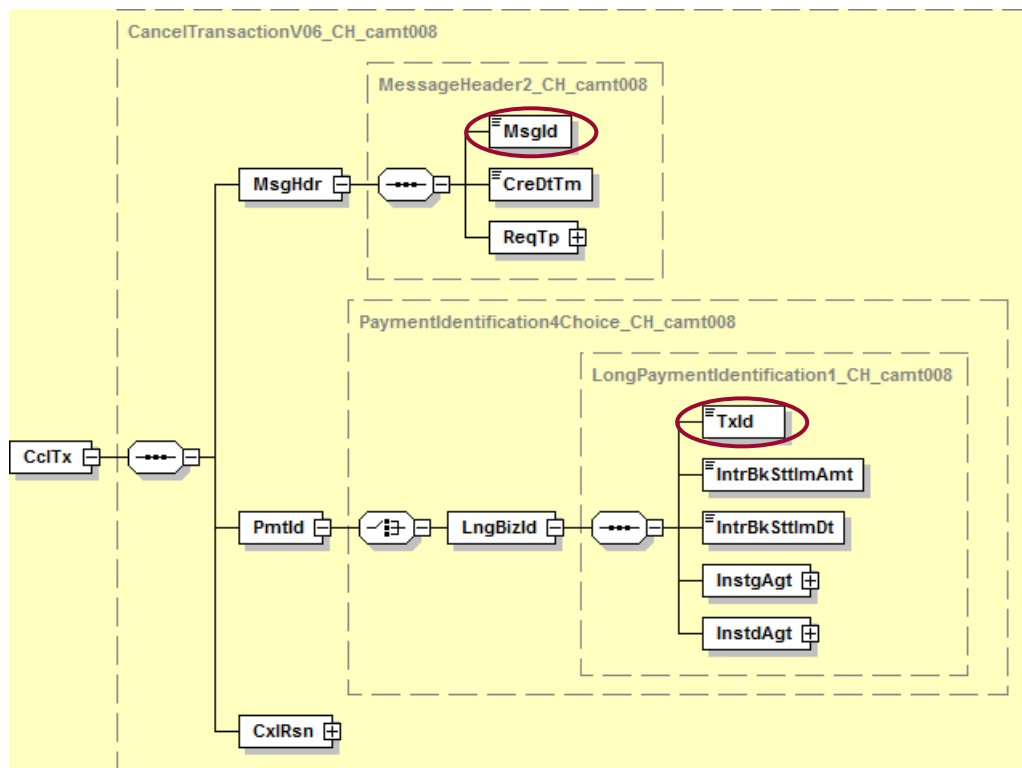 CancelTransactionV06_CH_camt008
MessageHeader2_CH_camt008
MsgId
MsgHdr
CreDtTm
ReqTp
PaymentIdentification4Choice_CH_camt008
LongPaymentIdentification1_CH_camt008
TxId
CclTx
IntrBkSttlmAmt
PmtId
LngBizId
IntrBkSttlmDt
InstgAgt
InstdAgt
CxlRsn